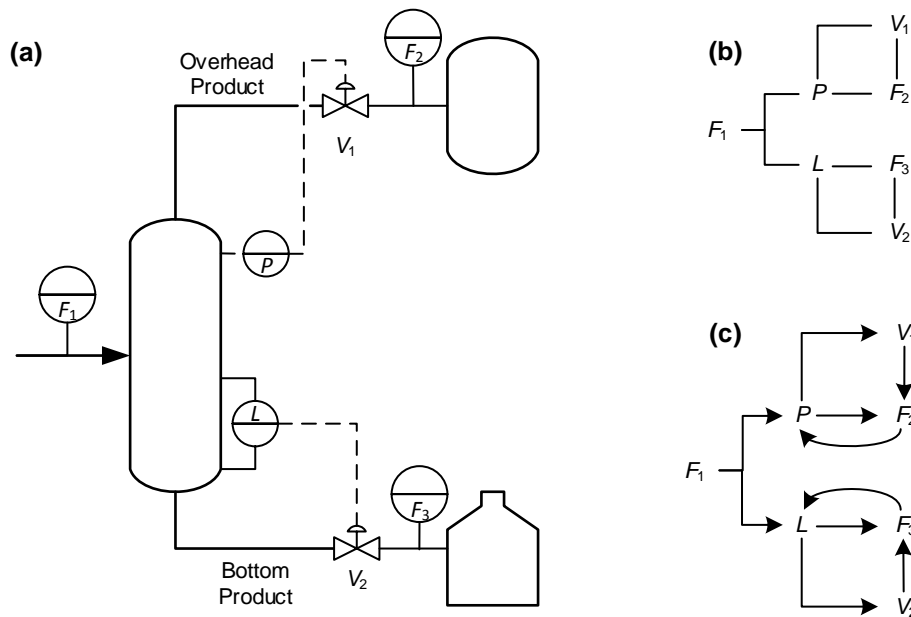 (a)
Overhead
Product
F₂
V₁
P
F₁
L
F₃
V₂
Bottom
Product
(b)
V₁
P F₂
F₁
L F₃
V₂
(c)
P F₂
F₁
L F₃